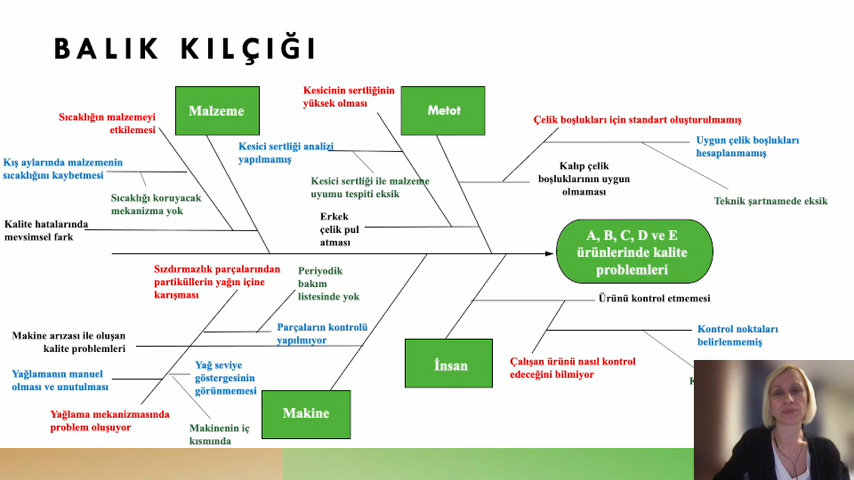 BALIK KILÇIĞI
Malzeme
Sıcaklığın malzemeyi
etkilemesi
Kış aylarında malzemenin
sıcaklığını kaybetmesi
Sıcaklığı koruyacak
mekanizma yok
Kalite hatalarında
mevsimsel fark
Kesicinin sertliğinin
yüksek olması
Metot
Kesici sertliği analizi
yapılmamış
Kesici sertliği ile malzeme
uyumu tespiti eksik
Erkek
çelik pul
atması
Çelik boşlukları için standart oluşturulmamış
Uygun çelik boşlukları
hesaplanmamış
Kalıp çelik
boşluklarının uygun
olmaması
Teknik şartnamede eksik
A, B, C, D ve E
ürünlerinde kalite
problemleri
Sızdırmazlık parçalarından
partiküllerin yağın içine
karışması
Periyodik
bakım
listesinde yok
Makine arızası ile oluşan
kalite problemleri
Parçaların kontrolü
yapılmıyor
Yağlamanın manuel
olması ve unutulması
Yağ seviye
göstergesinin
görünmemesi
Yağlama mekanizmasında
problem oluşuyor
Makinenin iç
kısmında
Makine
İnsan
Ürünü kontrol etmemesi
Kontrol noktaları
belirlenmemiş
Çalışan ürünü nasıl kontrol
edeceğini bilmiyor